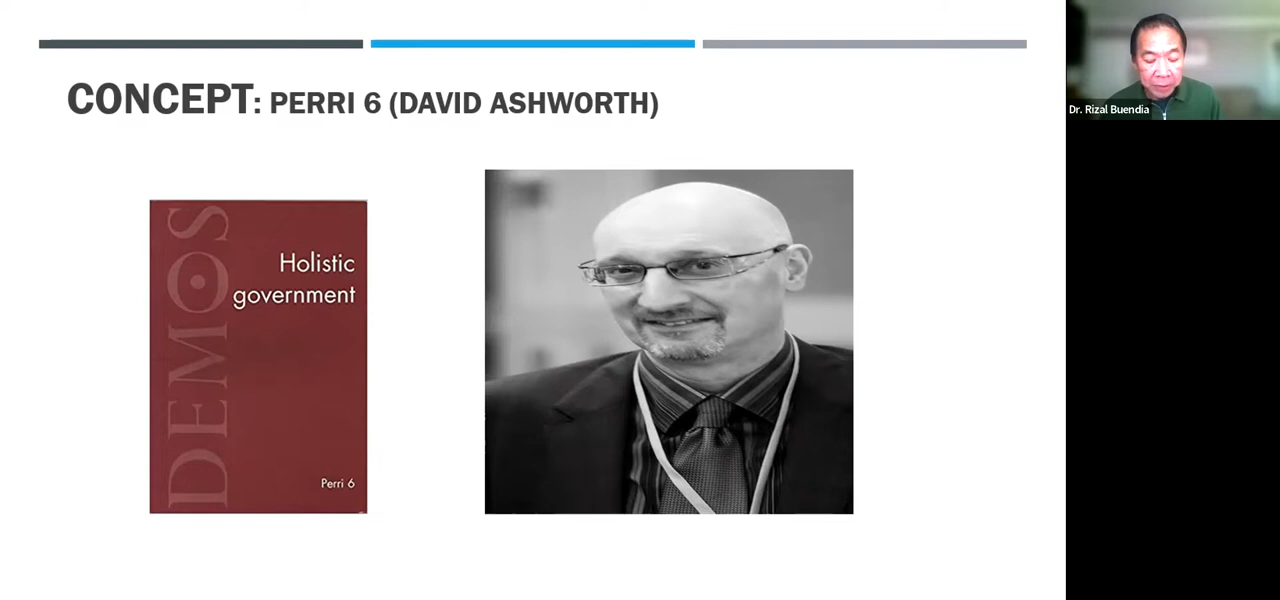 CONCEPT: PERRI 6 (DAVID ASHWORTH)
DEMOS
Holistic
government
Perri 6
Dr. Rizal Buendia